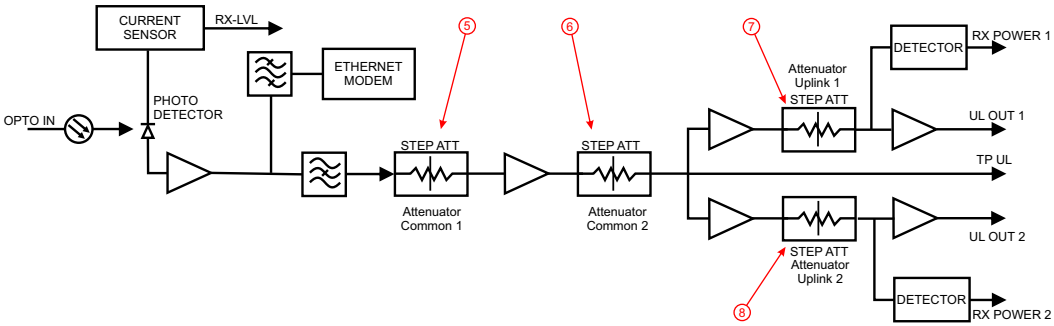 CURRENT
SENSOR
RX-LVL
5
6
7
RX POWER 1
DETECTOR
ETHERNET
MODEM
Attenuator
Uplink 1
STEP ATT
PHOTO
DETECTOR
OPTO IN
UL OUT 1
STEP ATT
STEP ATT
TP UL
Attenuator
Common 1
Attenuator
Common 2
UL OUT 2
STEP ATT
Attenuator
Uplink 2
8
DETECTOR
RX POWER 2